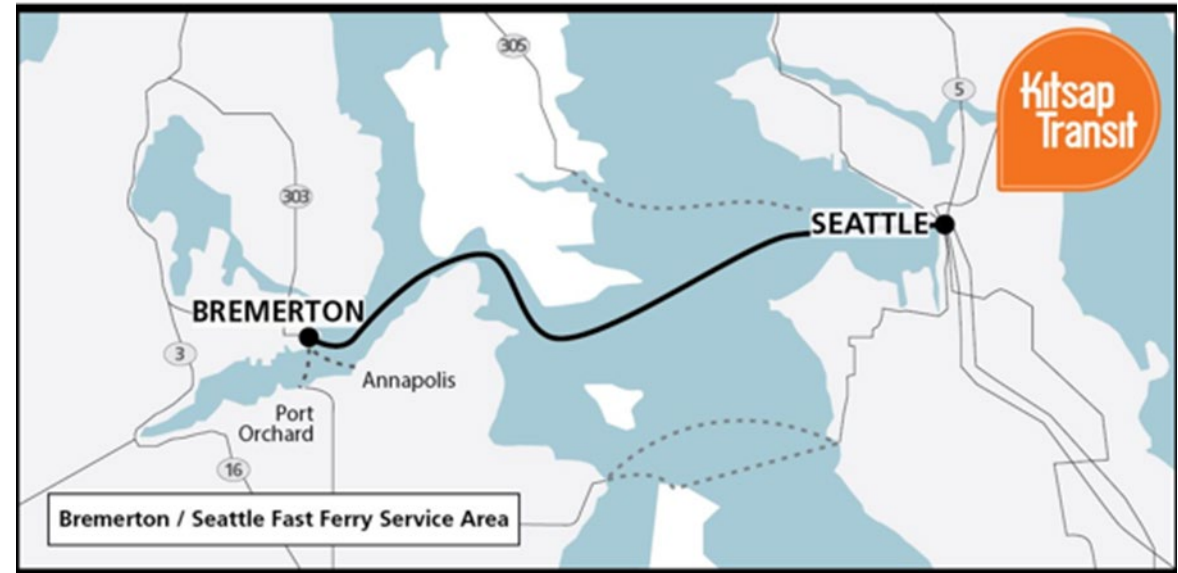 305
5
Kitsap
Transit
303
SEATTLE
BREMERTON
3
Annapolis
Port
Orchard
16
Bremerton / Seattle Fast Ferry Service Area